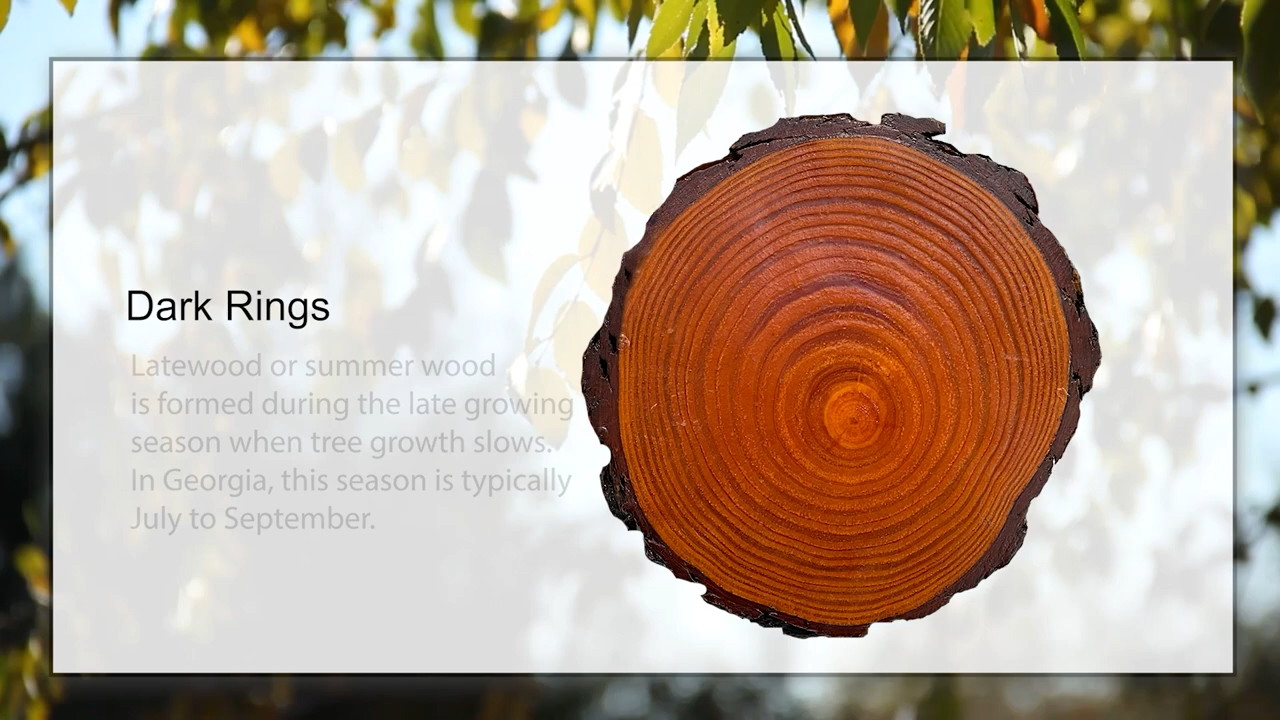 Dark Rings
Latewood or summer wood
is formed during the late growing
season when tree growth slows.
In Georgia, this season is typically
July to September.